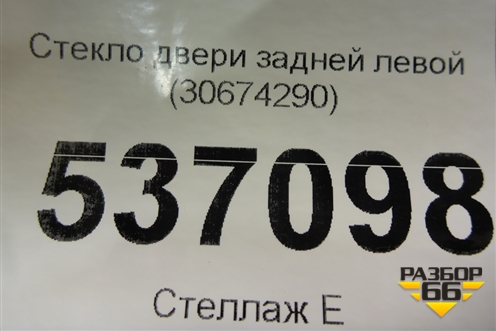 Стекло двери задней левой
(30674290)
537098
Стеллаж Е
РАЗБОР
66